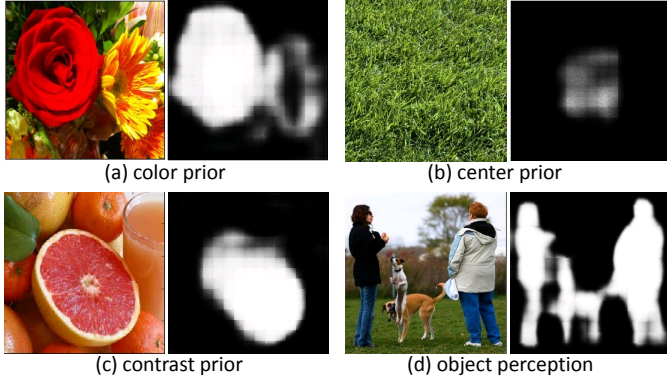 (a) color prior
(b) center prior
(c) contrast prior
(d) object perception